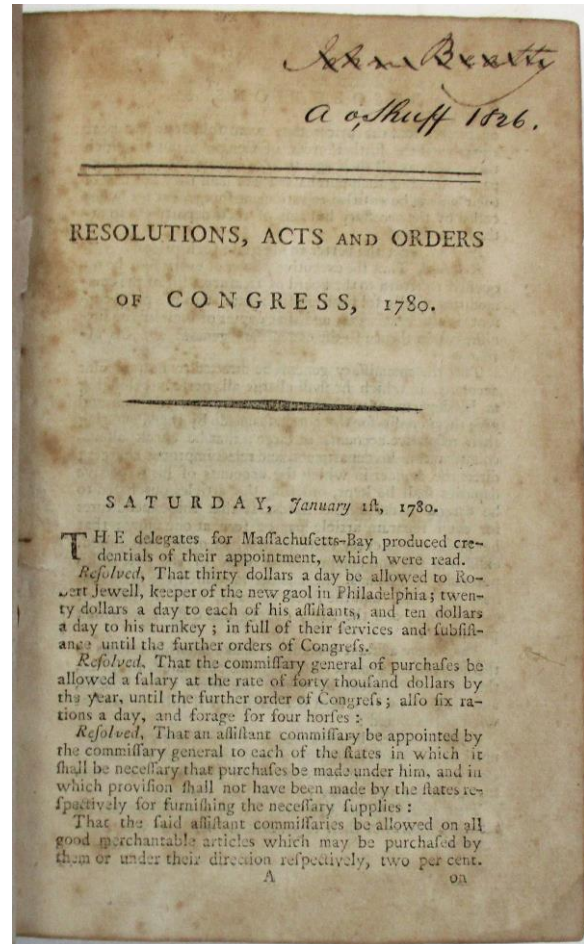 John Beatty
1826.
RESOLUTIONS, ACTS AND ORDERS
OF CONGRESS, 1780.
SATURDAY, January 1ſt, 1780.
THE delegates for Maſſachuſetts-Bay produced cre-
dentials of their appointment, which were read.
Reſolved, That thirty dollars a day be allowed to Ro-
bert Jewell, keeper of the new gaol in Philadelphia; twen-
ty dollars a day to each of his aſſiſtants, and ten dollars
a day to his turnkey; in full of their ſervices and ſubſiſt-
ance until the further orders of Congreſs.
Reſolved, That the commiſſary general of purchaſes be
allowed a ſalary at the rate of forty thouſand dollars by
the year, until the further order of Congreſs; alſo ſix ra-
tions a day, and forage for four horſes:
Reſolved, That an aſſiſtant commiſſary be appointed by
the commiſſary general to each of the ſtates in which it
ſhall be neceſſary that purchaſes be made under him, and in
which proviſion ſhall not have been made by the ſtates re-
ſpectively for furniſhing the neceſſary ſupplies:
That the ſaid aſſiſtant commiſſaries be allowed on all
good merchantable articles which may be purchaſed by
them or under their direction reſpectively, two per cent.
A on